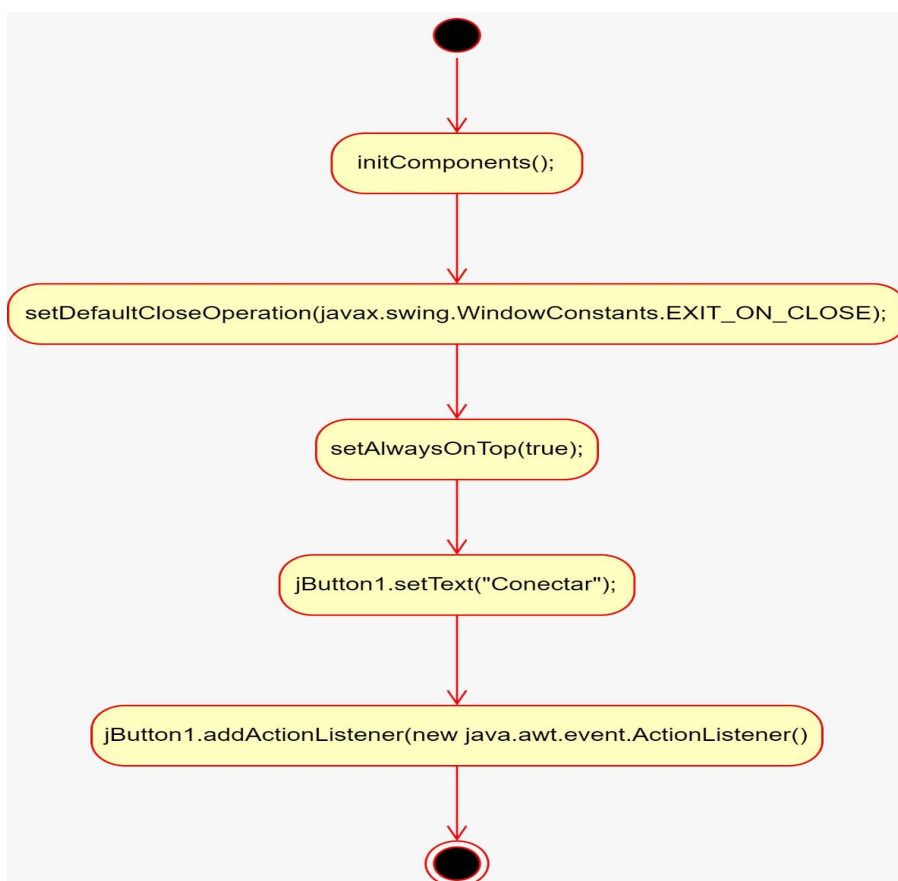 initComponents();
setDefaultCloseOperation(javax.swing.WindowConstants.EXIT_ON_CLOSE);
setAlwaysOnTop(true);
jButton1.setText("Conectar");
jButton1.addActionListener(new java.awt.event.ActionListener()